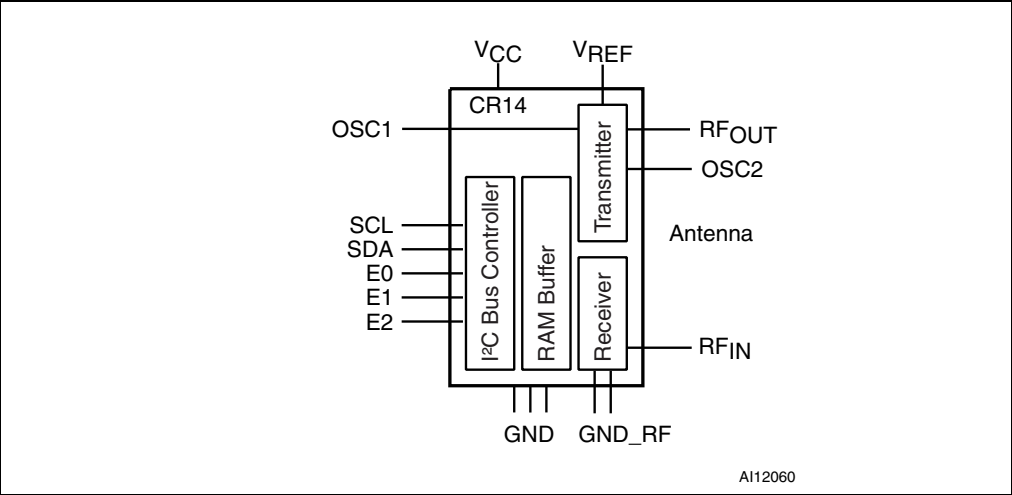 VCC
VREF
CR14
OSC1
RFOUT
OSC2
Transmitter
SCL
SDA
E0
E1
E2
I²C Bus Controller
RAM Buffer
Antenna
Receiver
RFIN
GND
GND_RF
AI12060